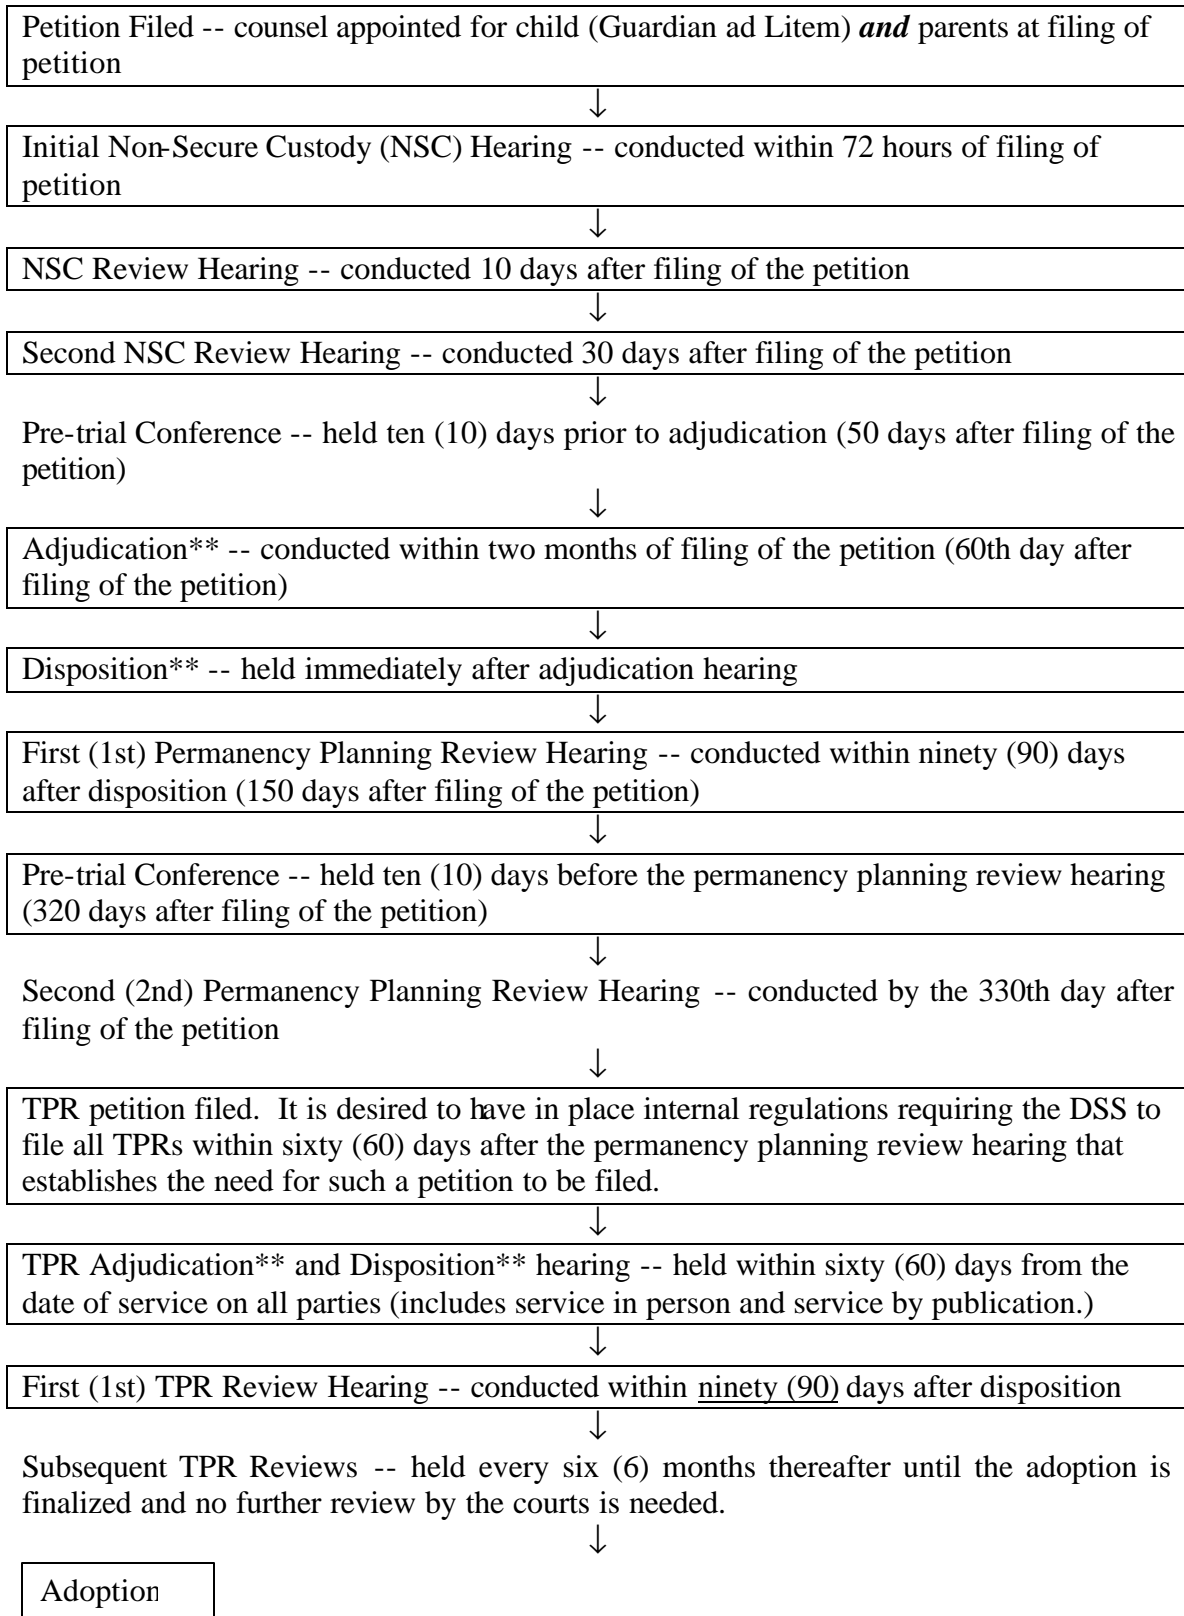 Petition Filed -- counsel appointed for child (Guardian ad Litem) and parents at filing of
petition
↓
Initial Non-Secure Custody (NSC) Hearing -- conducted within 72 hours of filing of
petition
↓
NSC Review Hearing -- conducted 10 days after filing of the petition
↓
Second NSC Review Hearing -- conducted 30 days after filing of the petition
↓
Pre-trial Conference -- held ten (10) days prior to adjudication (50 days after filing of the
petition)
↓
Adjudication** -- conducted within two months of filing of the petition (60th day after
filing of the petition)
↓
Disposition** -- held immediately after adjudication hearing
↓
First (1st) Permanency Planning Review Hearing -- conducted within ninety (90) days
after disposition (150 days after filing of the petition)
↓
Pre-trial Conference -- held ten (10) days before the permanency planning review hearing
(320 days after filing of the petition)
↓
Second (2nd) Permanency Planning Review Hearing -- conducted by the 330th day after
filing of the petition
↓
TPR petition filed. It is desired to have in place internal regulations requiring the DSS to
file all TPRs within sixty (60) days after the permanency planning review hearing that
establishes the need for such a petition to be filed.
↓
TPR Adjudication** and Disposition** hearing -- held within sixty (60) days from the
date of service on all parties (includes service in person and service by publication.)
↓
First (1st) TPR Review Hearing -- conducted within ninety (90) days after disposition
↓
Subsequent TPR Reviews -- held every six (6) months thereafter until the adoption is
finalized and no further review by the courts is needed.
↓
Adoption